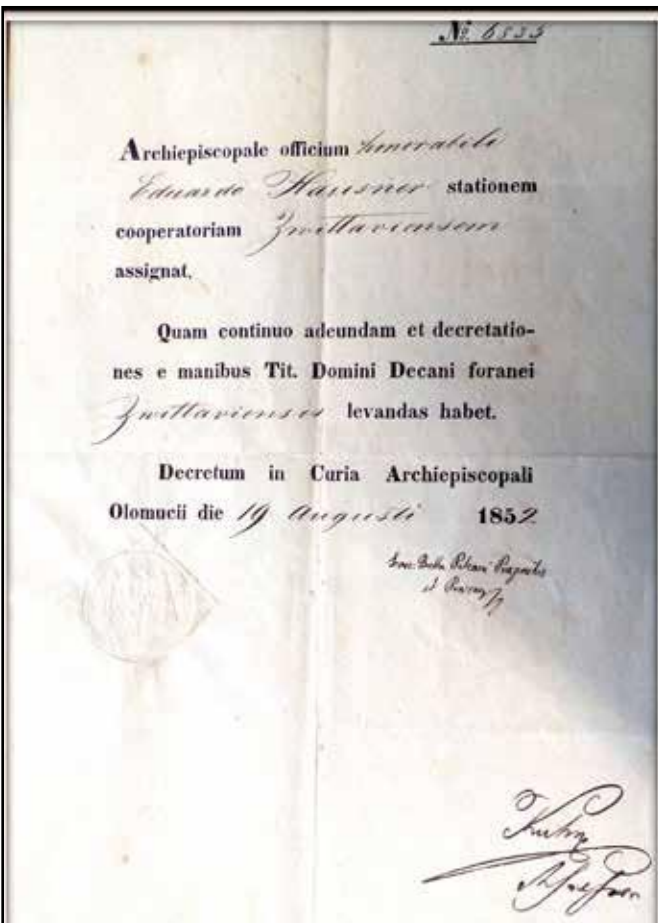 No. 6535
Archiepiscopale officium honorabili
Eduardo Hausner stationem
cooperatoriam Zwittaviensem
assignat.
Quam continuo adeundam et decretatio-
nes e manibus Tit. Domini Decani foranei
Zwittaviensis levandas habet.
Decretum in Curia Archiepiscopali
Olomucii die 19 Augusti 1852